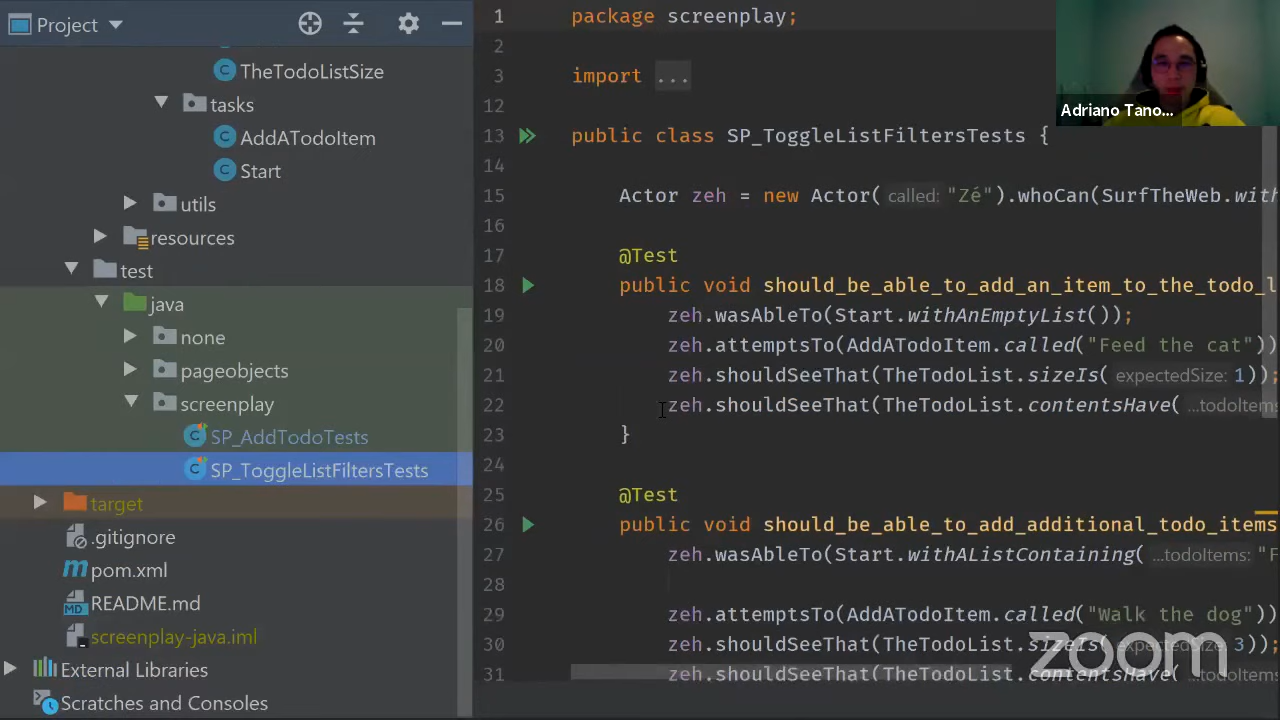 Project
TheTodoListSize
tasks
AddATodoItem
Start
utils
resources
test
java
none
pageobjects
screenplay
SP_AddTodoTests
SP_ToggleListFiltersTests
target
.gitignore
pom.xml
MD README.md
screenplay-java.iml
External Libraries
Scratches and Consoles
1 package screenplay;
2
3 import ...
12
13 public class SP_ToggleListFiltersTests {
14
15 Actor zeh = new Actor( called: "Zé").whoCan(SurfTheWeb.with
16
17 @Test
18 public void should_be_able_to_add_an_item_to_the_todo_l
19 zeh.wasAbleTo(Start.withAnEmptyList());
20 zeh.attemptsTo(AddATodoItem.called("Feed the cat"))
21 zeh.shouldSeeThat(TheTodoList.sizeIs( expectedSize: 1));
22 zeh.shouldSeeThat(TheTodoList.contentsHave( ...todoItems
23 }
24
25 @Test
26 public void should_be_able_to_add_additional_todo_items
27 zeh.wasAbleTo(Start.withAListContaining( ...todoItems: "F
28
29 zeh.attemptsTo(AddATodoItem.called("Walk the dog"))
30 zeh.shouldSeeThat(TheTodoList.sizeIs( expectedSize: 3));
31 zeh.shouldSeeThat(TheTodoList.contentsHave( ...todoItems
Adriano Tano...
zoom